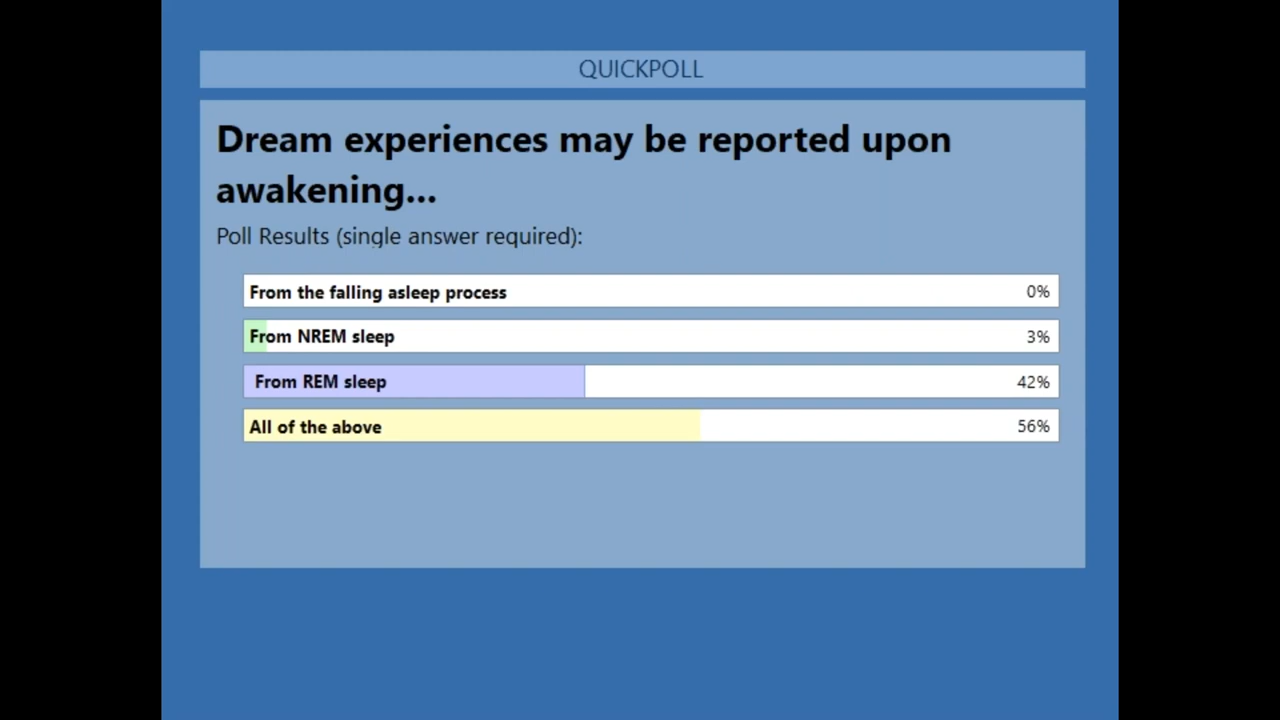 QUICKPOLL
Dream experiences may be reported upon
awakening...
Poll Results (single answer required):
From the falling asleep process 0%
From NREM sleep 3%
From REM sleep 42%
All of the above 56%